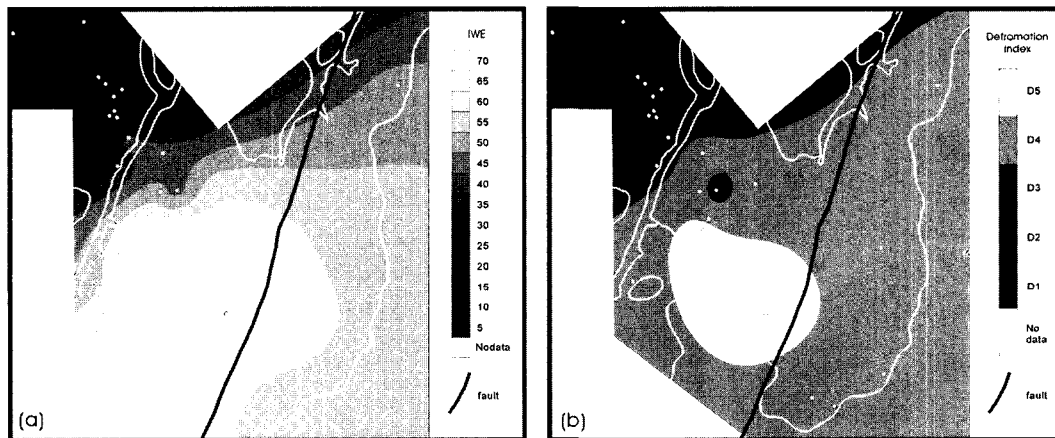 IWE
70
65
60
55
50
45
40
35
30
25
20
15
10
5
Nodata
fault
(a)
Defromation
Index
D5
D4
D3
D2
D1
No
data
fault
(b)